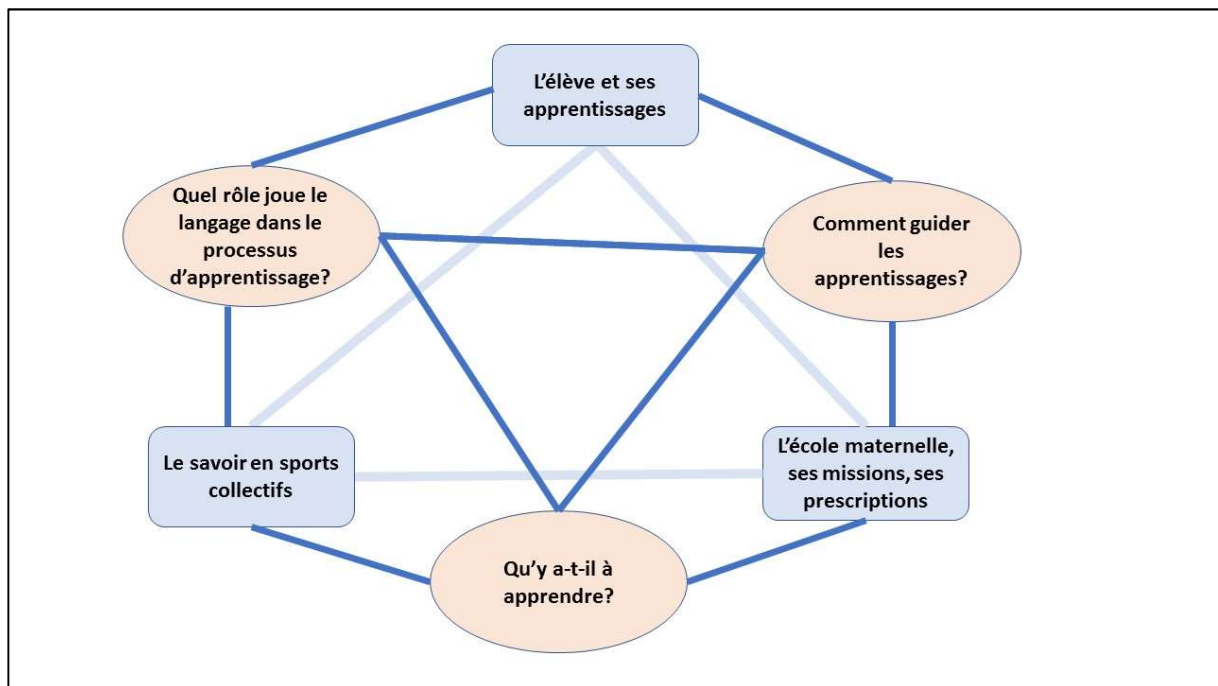 L’élève et ses
apprentissages
Quel rôle joue le
langage dans le
processus
d’apprentissage?
Comment guider
les
apprentissages?
Le savoir en sports
collectifs
L’école maternelle,
ses missions, ses
prescriptions
Qu’y a-t-il à
apprendre?